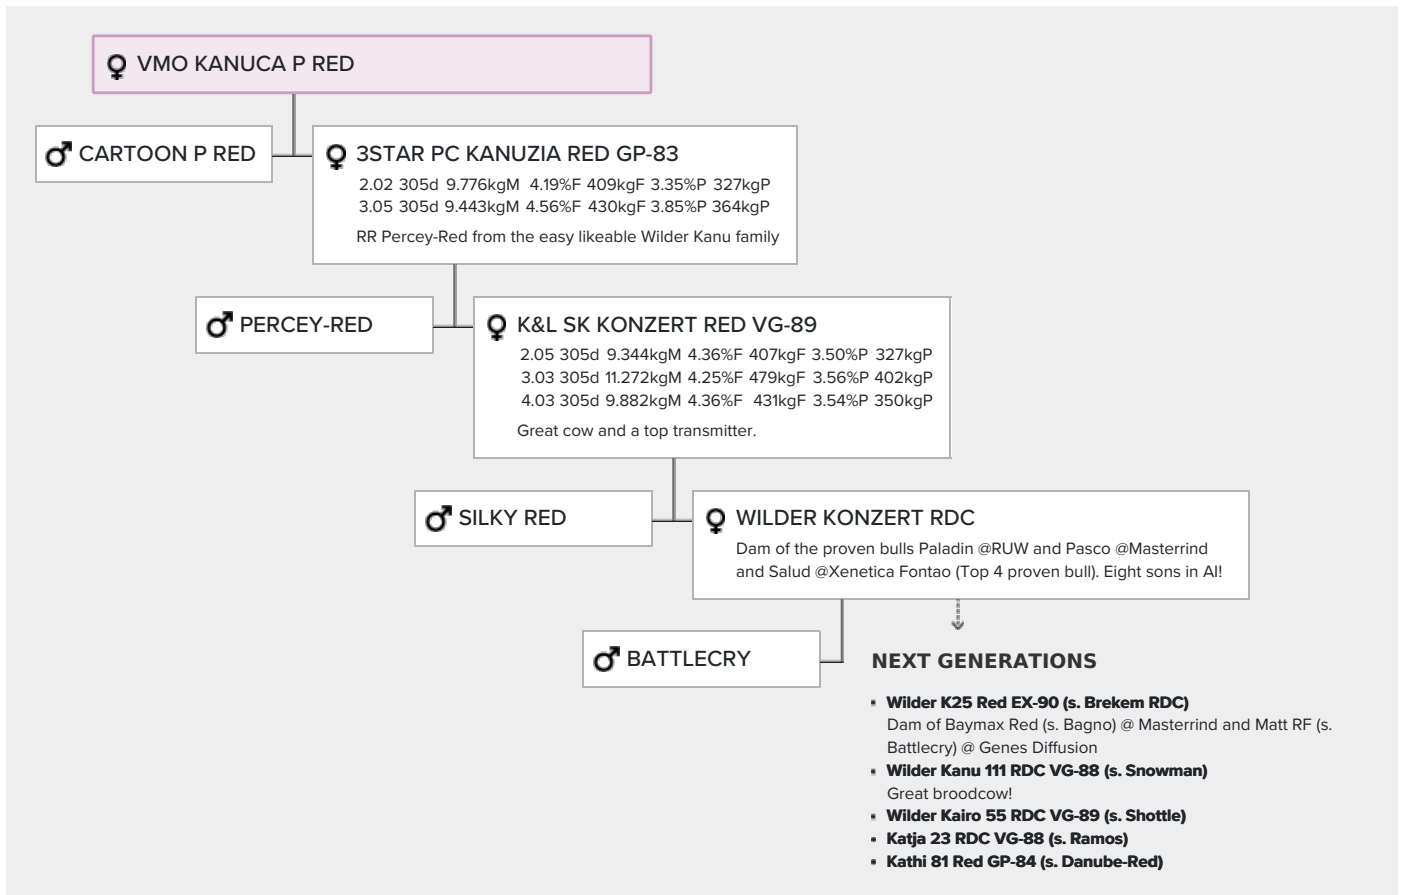 VMO KANUCA P RED
CARTOON P RED
3STAR PC KANUZIA RED GP-83
2.02 305d 9.776kgM 4.19%F 409kgF 3.35%P 327kgP
3.05 305d 9.443kgM 4.56%F 430kgF 3.85%P 364kgP
RR Percey-Red from the easy likeable Wilder Kanu family
PERCEY-RED
K&L SK KONZERT RED VG-89
2.05 305d 9.344kgM 4.36%F 407kgF 3.50%P 327kgP
3.03 305d 11.272kgM 4.25%F 479kgF 3.56%P 402kgP
4.03 305d 9.882kgM 4.36%F 431kgF 3.54%P 350kgP
Great cow and a top transmitter.
SILKY RED
WILDER KONZERT RDC
Dam of the proven bulls Paladin @RUW and Pasco @Masterrind
and Salud @Xenetica Fontao (Top 4 proven bull). Eight sons in AI!
BATTLECRY
NEXT GENERATIONS
Wilder K25 Red EX-90 (s. Brekem RDC)
Dam of Baymax Red (s. Bagno) @ Masterrind and Matt RF (s.
Battlecry) @ Genes Diffusion
Wilder Kanu 111 RDC VG-88 (s. Snowman)
Great broodcow!
Wilder Kairo 55 RDC VG-89 (s. Shottle)
Katja 23 RDC VG-88 (s. Ramos)
Kathi 81 Red GP-84 (s. Danube-Red)